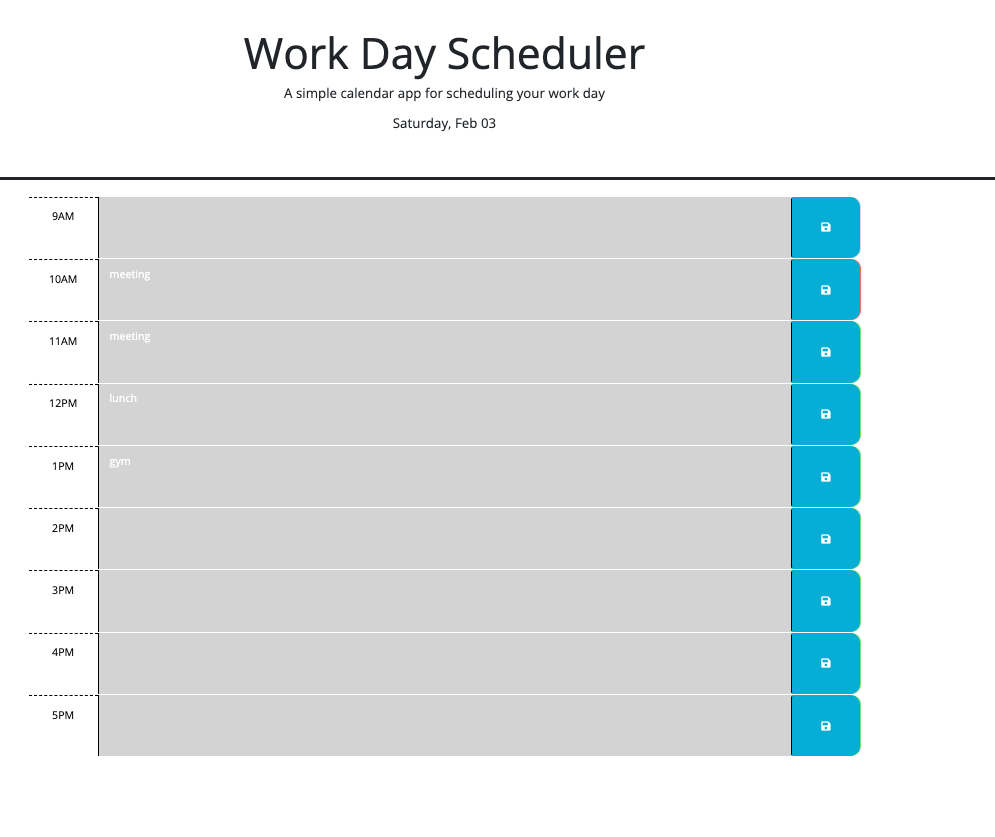 Work Day Scheduler
A simple calendar app for scheduling your work day
Saturday, Feb 03
9AM
10AM meeting
11AM meeting
12PM lunch
1PM gym
2PM
3PM
4PM
5PM